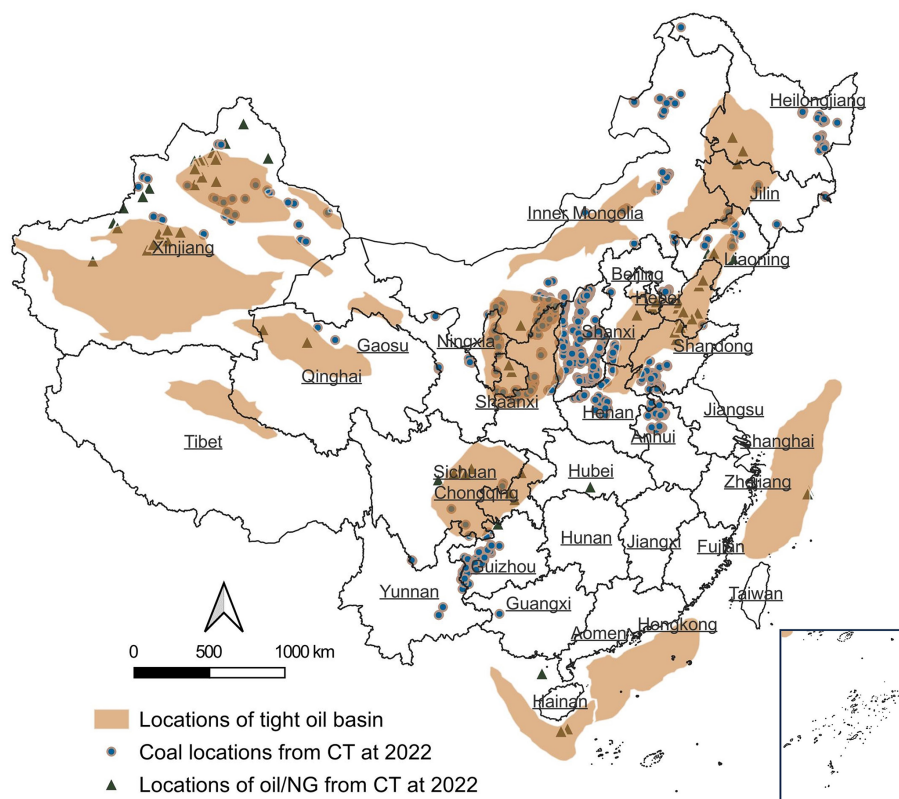 Heilongjiang
Jilin
Inner Mongolia
Xinjiang
Liaoning
Beijing
Hebei
Shanxi
Ningxia
Gaosu
Shandong
Qinghai
Shaanxi
Henan
Jiangsu
Anhui
Tibet
Shanghai
Sichuan
Hubei
Zhejiang
Chongqing
Hunan
Jiangxi
Fujian
Guizhou
Yunnan
Taiwan
Guangxi
Hongkong
Aomen
0 500 1000 km
Hainan
Locations of tight oil basin
Coal locations from CT at 2022
Locations of oil/NG from CT at 2022